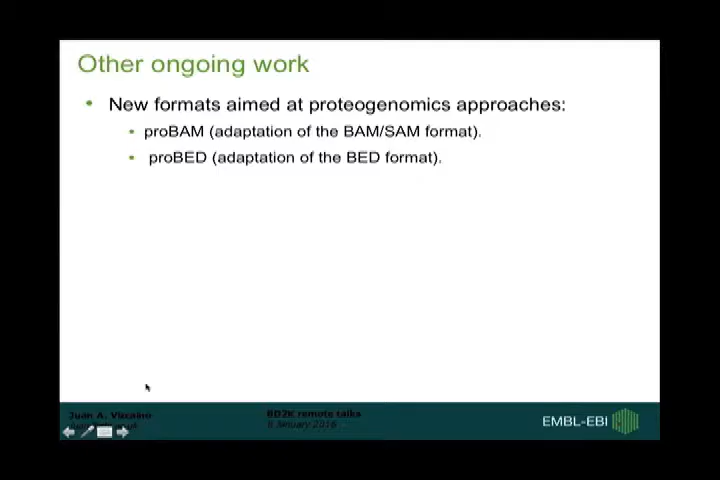 Other ongoing work
• New formats aimed at proteogenomics approaches:
• proBAM (adaptation of the BAM/SAM format).
• proBED (adaptation of the BED format).
Juan A. Vizcaíno
BD2K remote talks
2016
EMBL-EBI